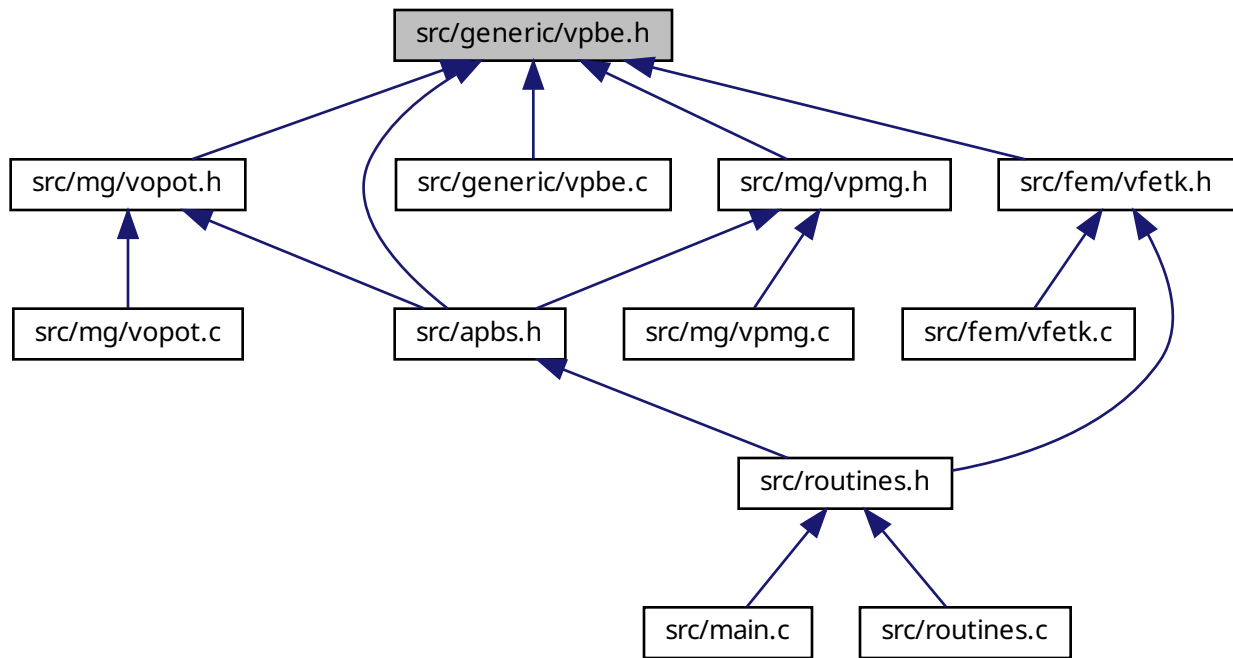 src/generic/vpbe.h
src/mg/vopot.h
src/generic/vpbe.c
src/mg/vpmg.h
src/fem/vfetk.h
src/mg/vopot.c
src/apbs.h
src/mg/vpmg.c
src/fem/vfetk.c
src/routines.h
src/main.c
src/routines.c